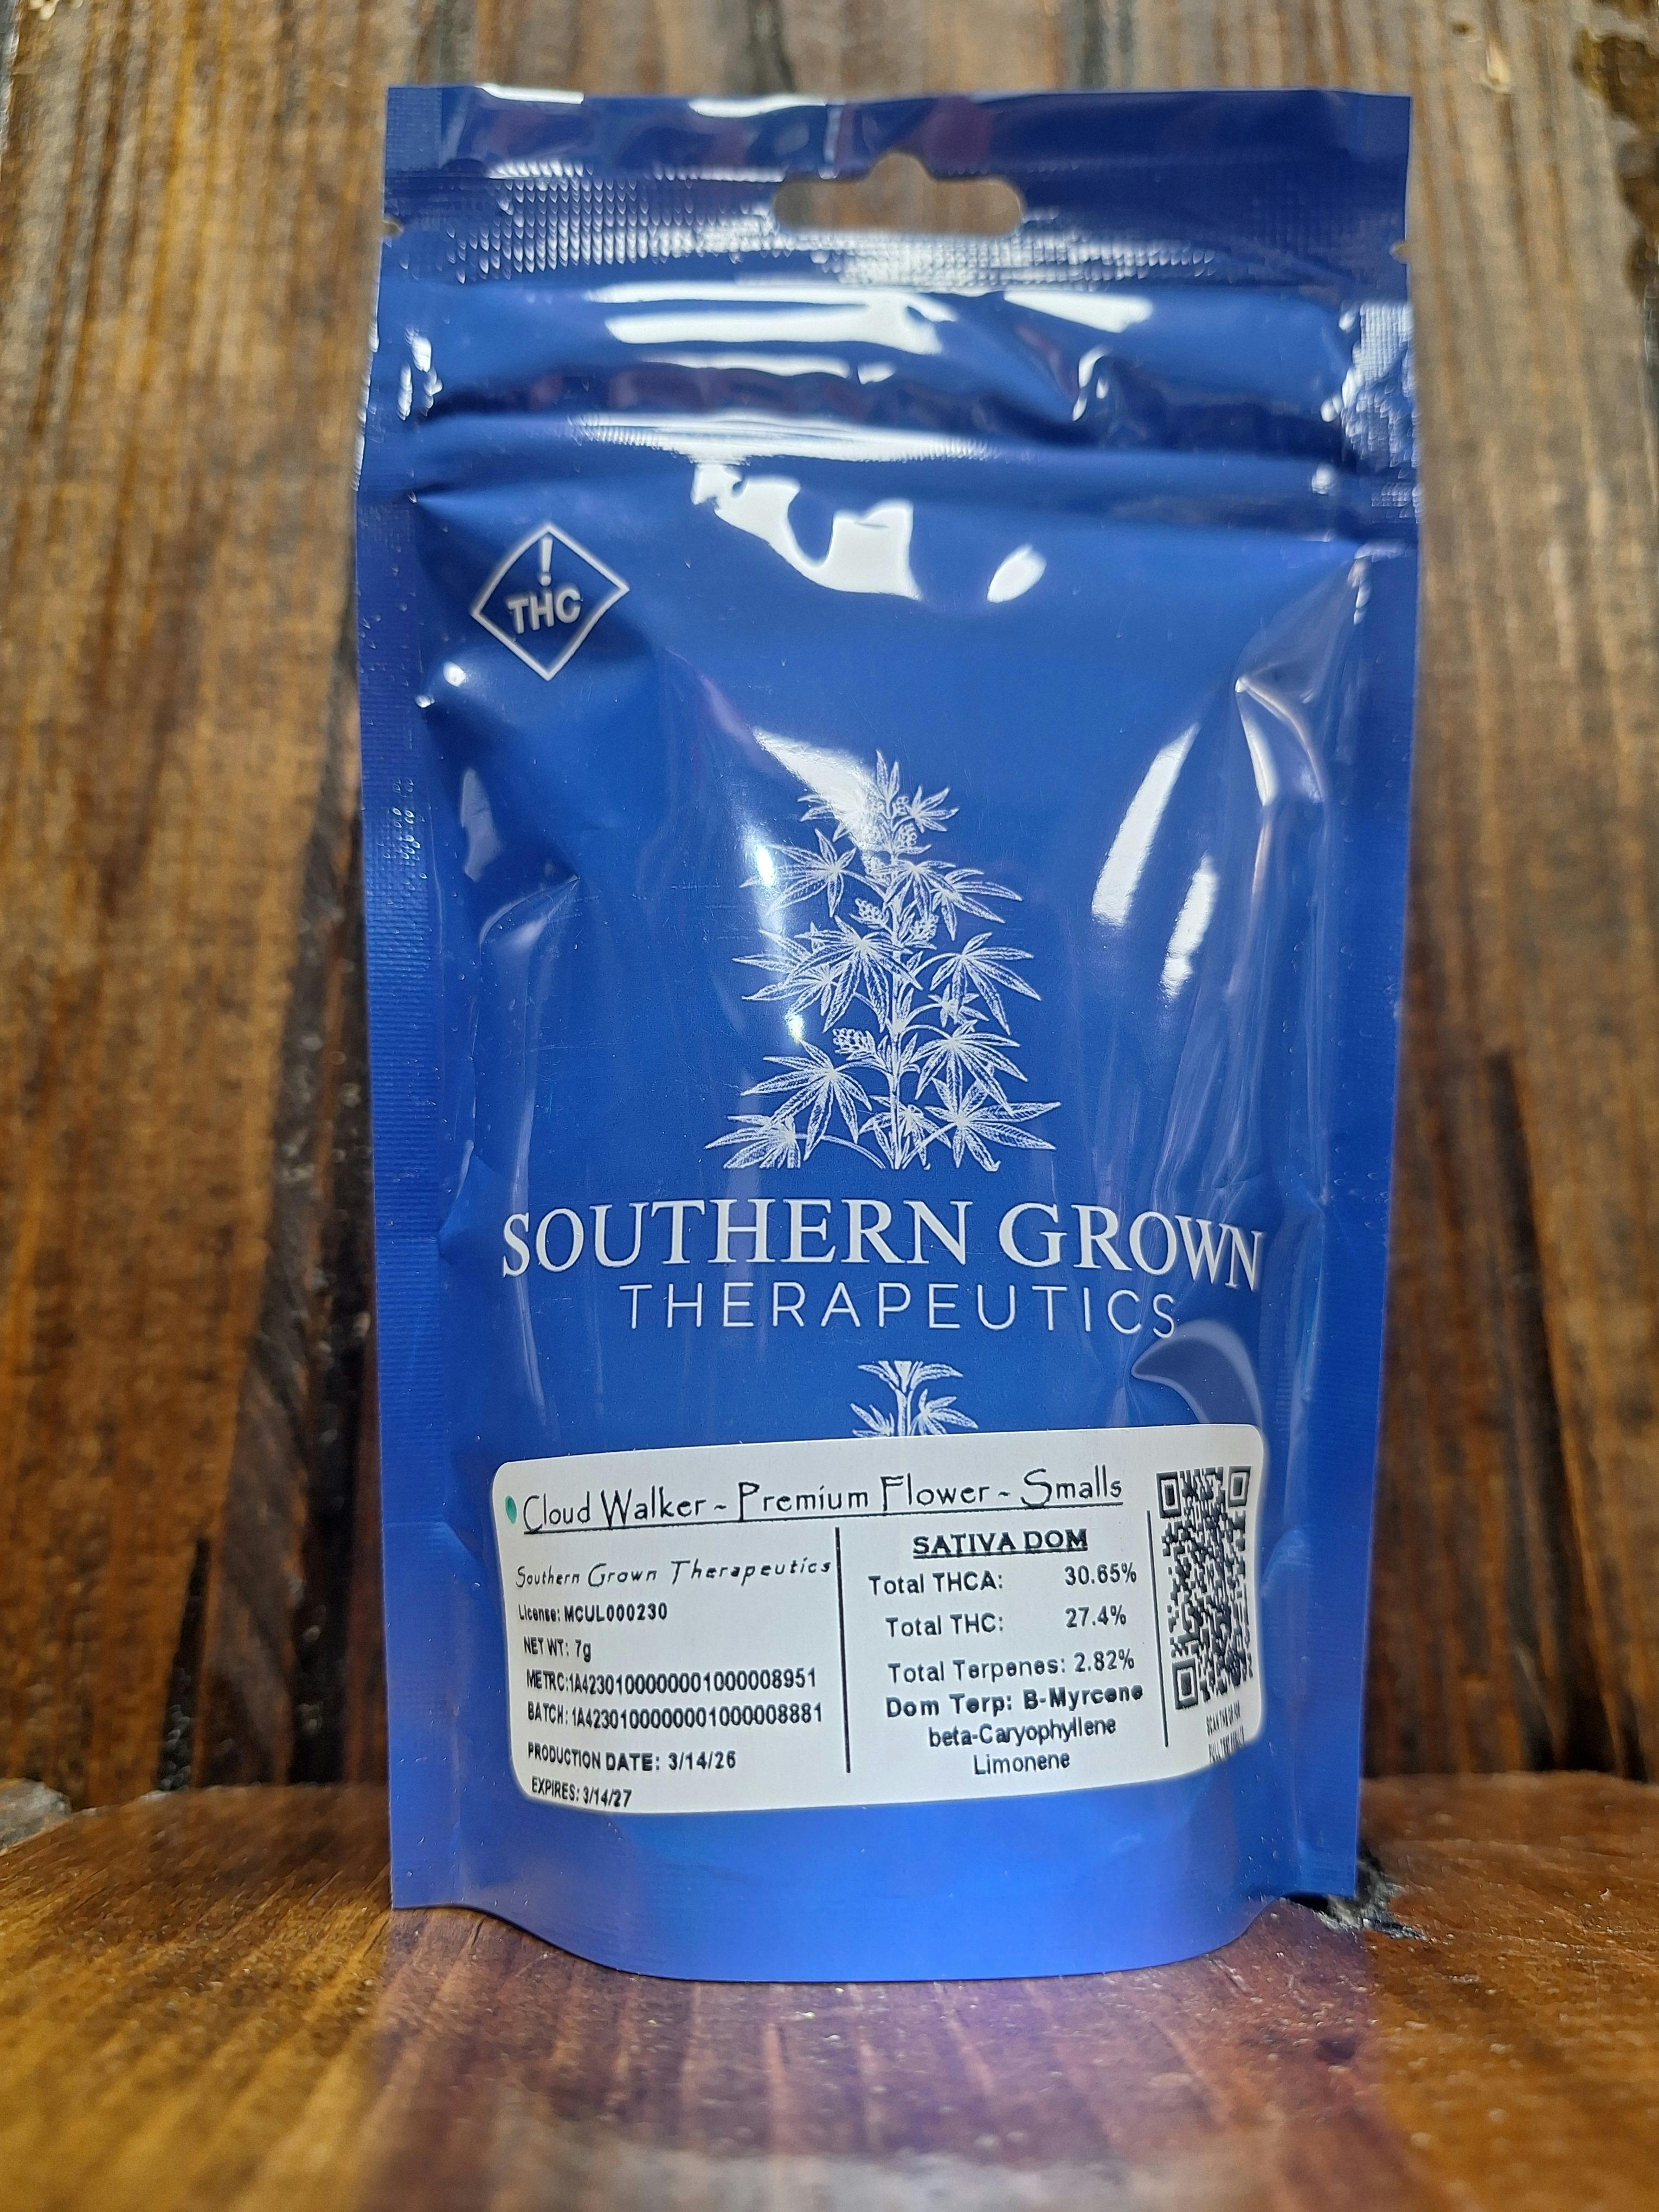 !
THC
SOUTHERN GROWN
THERAPEUTICS
Cloud Walker ~ Premium Flower ~ Smalls
Southern Grown Therapeutics
License: MCUL000230
NET WT: 7g
METRC:1A4230100000001000008951
BATCH: 1A4230100000001000008881
PRODUCTION DATE: 3/14/26
EXPIRES: 3/14/27
SATIVA DOM
Total THCA: 30.65%
Total THC: 27.4%
Total Terpenes: 2.82%
Dom Terp: B-Myrcene
beta-Caryophyllene
Limonene